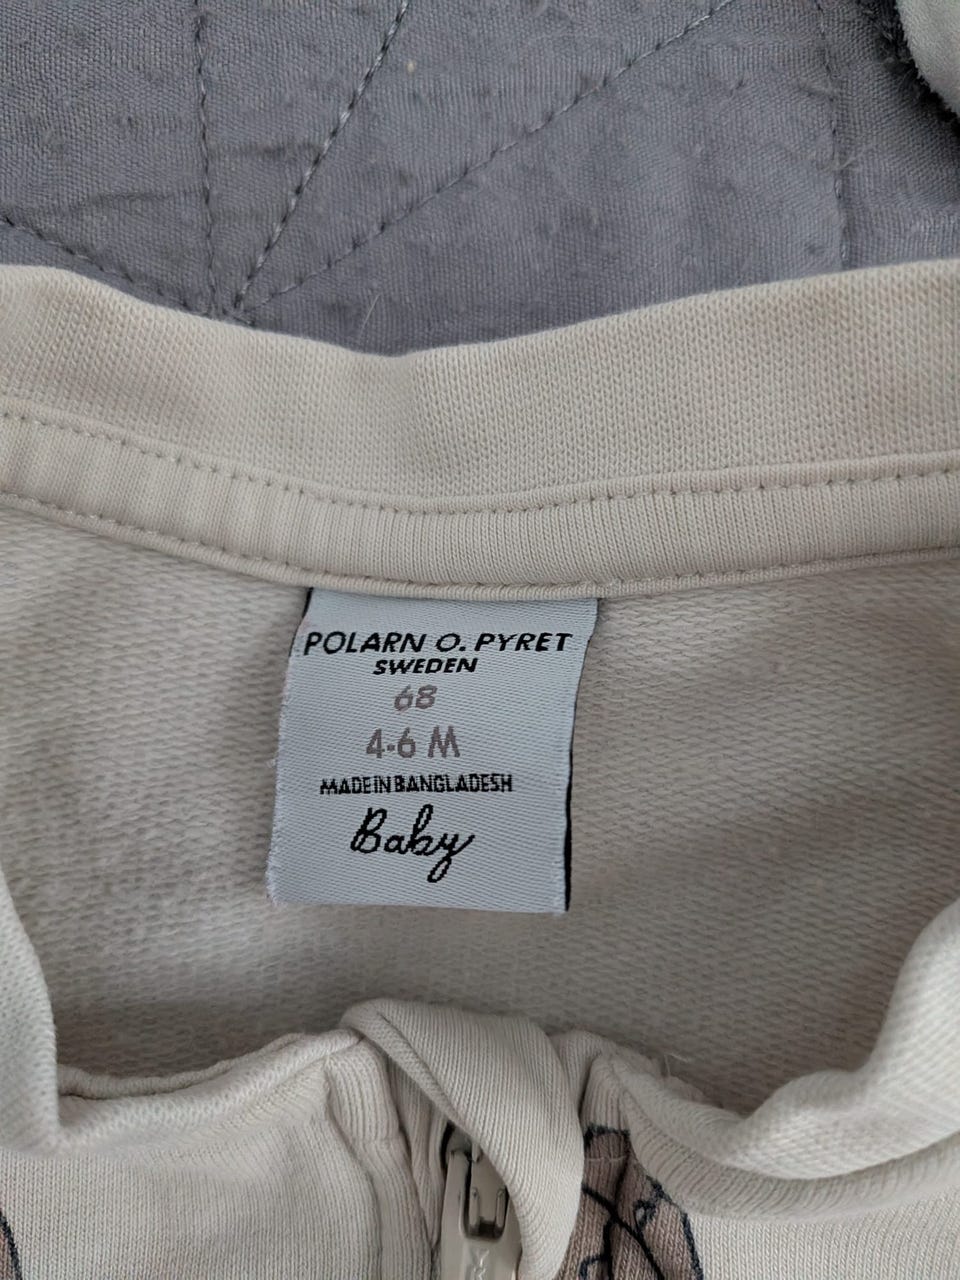 POLARN O. PYRET
SWEDEN
68
4-6 M
MADE IN BANGLADESH
Baby